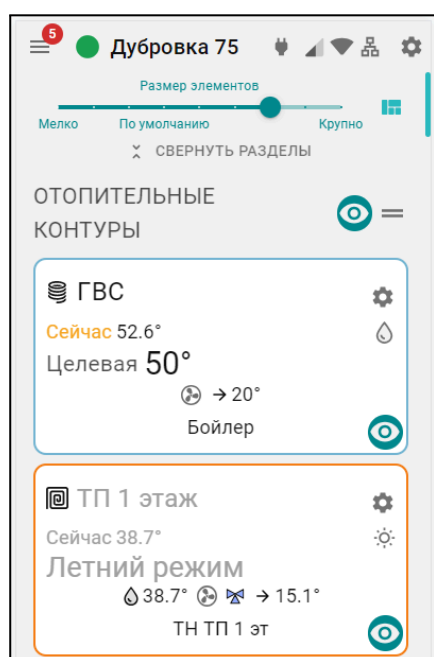 5
Дубровка 75
Размер элементов
Мелко По умолчанию Крупно
СВЕРНУТЬ РАЗДЕЛЫ
ОТОПИТЕЛЬНЫЕ
КОНТУРЫ
ГВС
Сейчас 52.6°
Целевая 50°
→ 20°
Бойлер
ТП 1 этаж
Сейчас 38.7°
Летний режим
38.7° → 15.1°
ТН ТП 1 эт